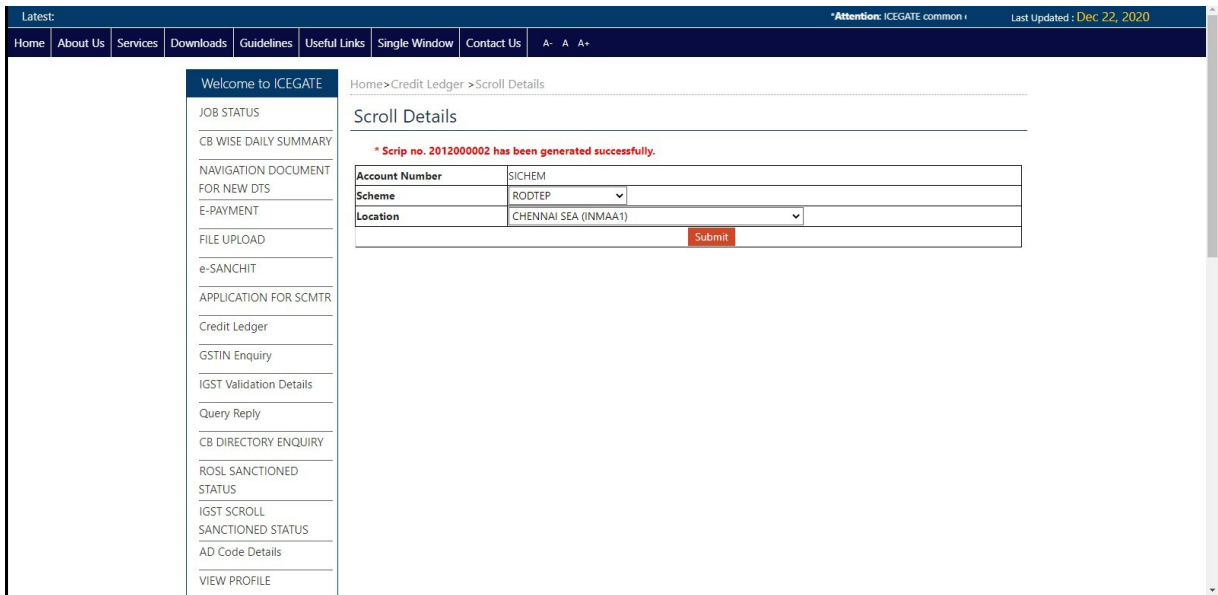 Latest:
*Attention: ICEGATE common
Last Updated : Dec 22, 2020
Home About Us Services Downloads Guidelines Useful Links Single Window Contact Us A- A A+
Welcome to ICEGATE
JOB STATUS
CB WISE DAILY SUMMARY
NAVIGATION DOCUMENT
FOR NEW DTS
E-PAYMENT
FILE UPLOAD
e-SANCHIT
APPLICATION FOR SCMTR
Credit Ledger
GSTIN Enquiry
IGST Validation Details
Query Reply
CB DIRECTORY ENQUIRY
ROSL SANCTIONED
STATUS
IGST SCROLL
SANCTIONED STATUS
AD Code Details
VIEW PROFILE
Home>Credit Ledger >Scroll Details
Scroll Details
* Scrip no. 2012000002 has been generated successfully.
Account Number SICHEM
Scheme RODTEP
Location CHENNAI SEA (INMAA1)
Submit